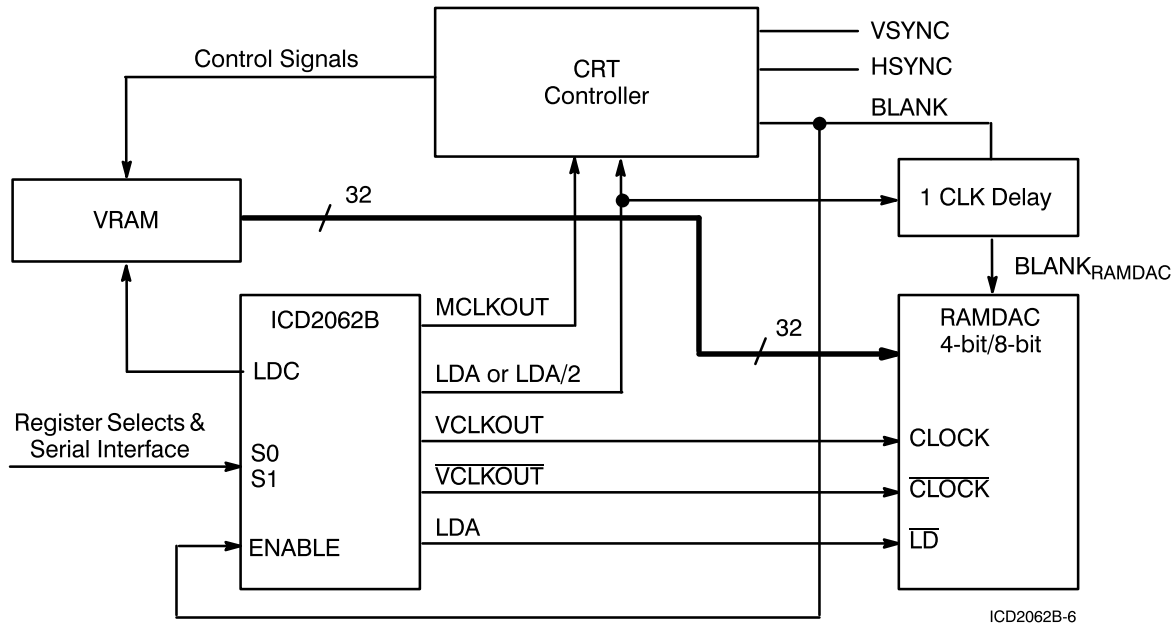 VSYNC
HSYNC
BLANK
CRT
Controller
Control Signals
1 CLK Delay
VRAM
32
BLANKRAMDAC
ICD2062B
MCLKOUT
RAMDAC
4-bit/8-bit
32
LDC
LDA or LDA/2
Register Selects &
Serial Interface
S0
S1
VCLKOUT
CLOCK
VCLKOUT
CLOCK
LDA
LD
ENABLE
ICD2062B-6